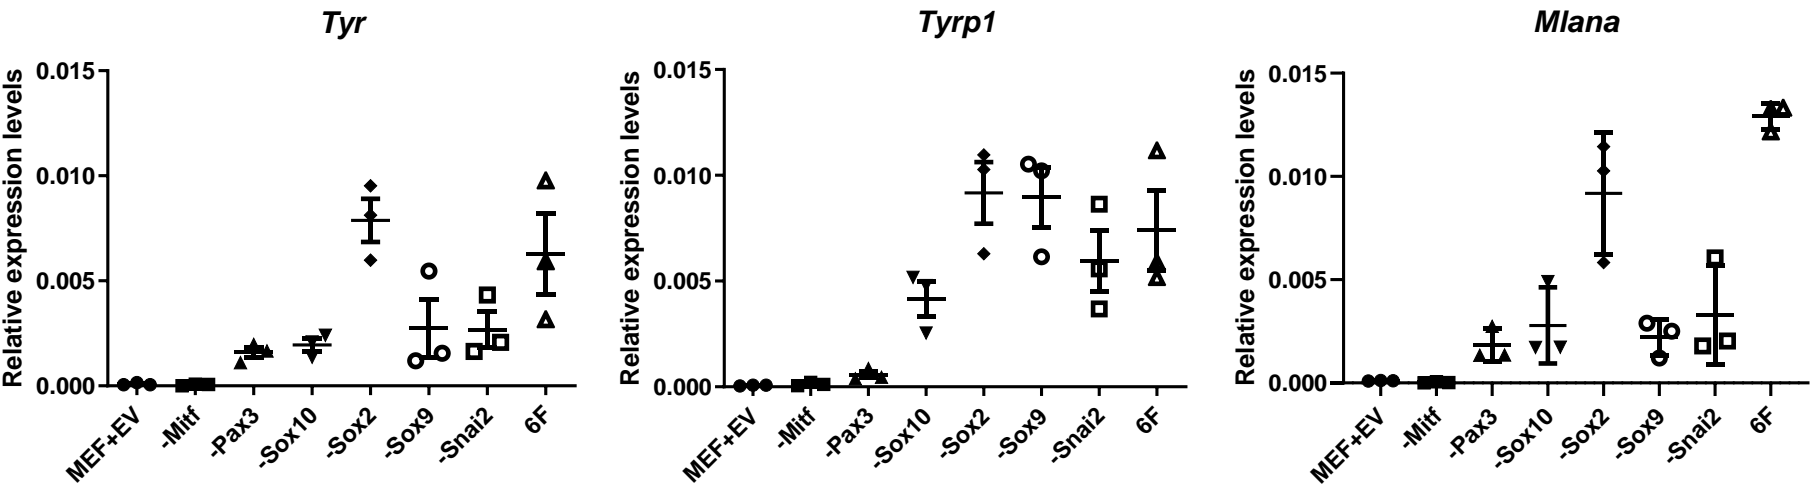 Tyr
Relative expression levels
0.015
0.010
0.005
0.000
MEF+EV
-Mitf
-Pax3
-Sox10
-Sox2
-Sox9
-Snai2
6F
Tyrp1
Relative expression levels
0.015
0.010
0.005
0.000
MEF+EV
-Mitf
-Pax3
-Sox10
-Sox2
-Sox9
-Snai2
6F
Mlana
Relative expression levels
0.015
0.010
0.005
0.000
MEF+EV
-Mitf
-Pax3
-Sox10
-Sox2
-Sox9
-Snai2
6F